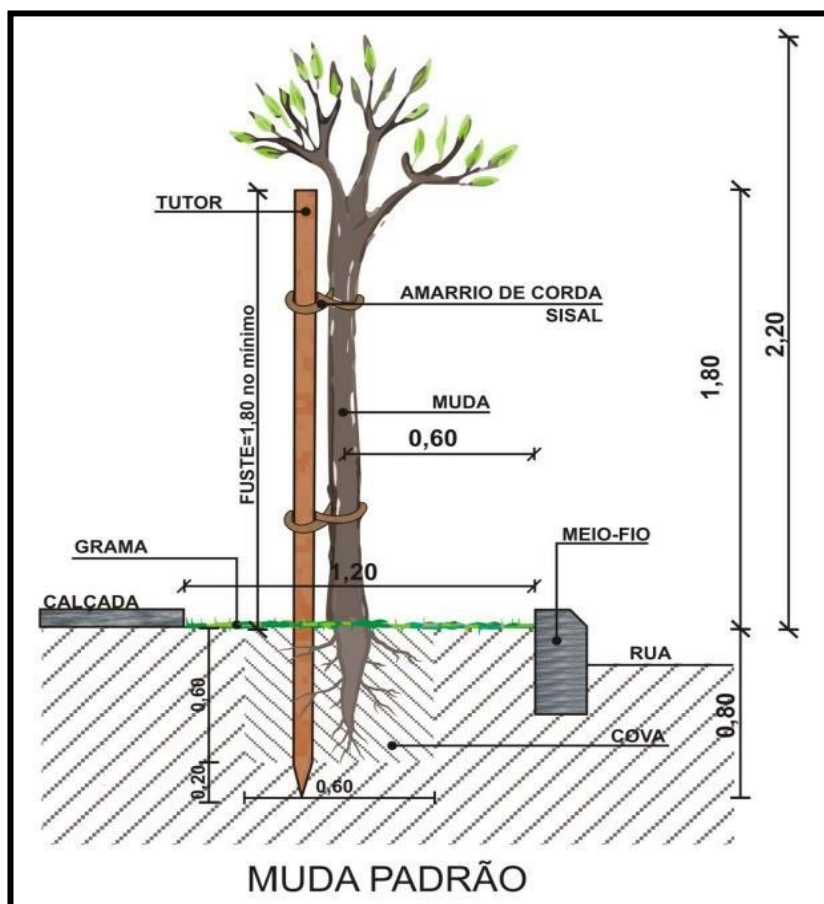 2,20
TUTOR
FUSTE=1,80 no mínimo
AMARRIO DE CORDA
SISAL
1,80
MUDA
0,60
MEIO-FIO
GRAMA
1,20
CALÇADA
RUA
0,60
0,80
COVA
0,20
0,60
MUDA PADRÃO